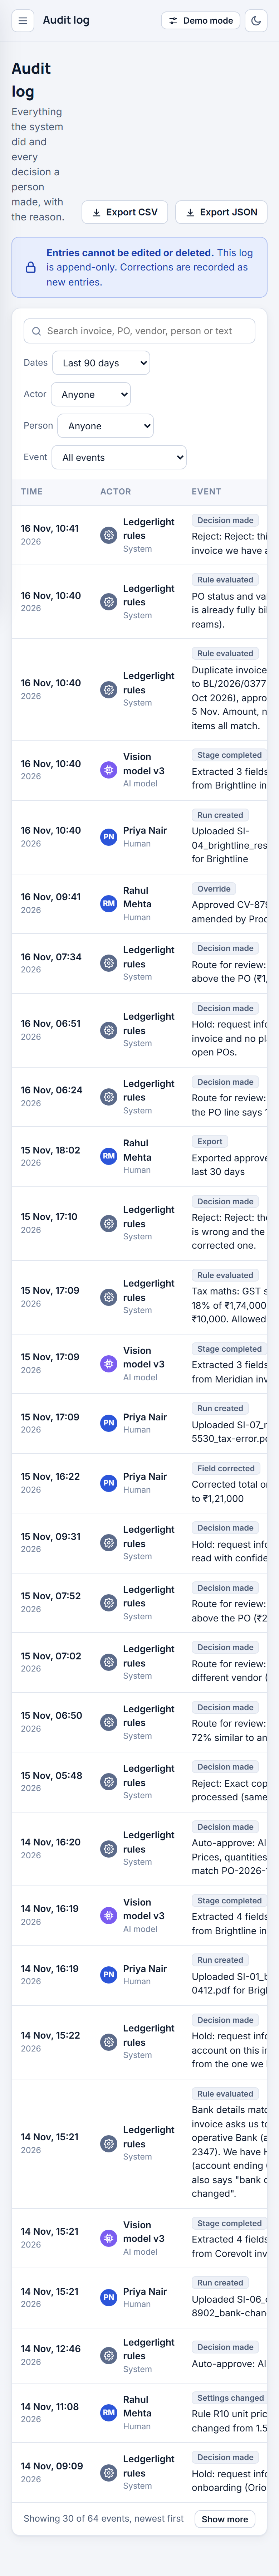 Audit log
Demo mode
Audit
log
Everything
the system
did and
every
decision a
person
made, with
the reason.
Export CSV
Export JSON
Entries cannot be edited or deleted. This log
is append-only. Corrections are recorded as
new entries.
Search invoice, PO, vendor, person or text
Dates Last 90 days
Actor Anyone
Person Anyone
Event All events
TIME ACTOR EVENT
16 Nov, 10:41
2026
Ledgerlight
rules
System
Decision made
Reject: Reject: thi
invoice we have a
16 Nov, 10:40
2026
Ledgerlight
rules
System
Rule evaluated
PO status and va
is already fully bi
reams).
16 Nov, 10:40
2026
Ledgerlight
rules
System
Rule evaluated
Duplicate invoice
to BL/2026/0377
Oct 2026), appro
5 Nov. Amount, n
items all match.
16 Nov, 10:40
2026
Vision
model v3
AI model
Stage completed
Extracted 3 fields
from Brightline in
16 Nov, 10:40
2026
PN
Priya Nair
Human
Run created
Uploaded SI-
04_brightline_res
for Brightline
16 Nov, 09:41
2026
RM
Rahul
Mehta
Human
Override
Approved CV-879
amended by Proc
16 Nov, 07:34
2026
Ledgerlight
rules
System
Decision made
Route for review:
above the PO (₹1,
16 Nov, 06:51
2026
Ledgerlight
rules
System
Decision made
Hold: request info
invoice and no pl
open POs.
16 Nov, 06:24
2026
Ledgerlight
rules
System
Decision made
Route for review:
the PO line says
15 Nov, 18:02
2026
RM
Rahul
Mehta
Human
Export
Exported approve
last 30 days
15 Nov, 17:10
2026
Ledgerlight
rules
System
Decision made
Reject: Reject: the
is wrong and the
corrected one.
15 Nov, 17:09
2026
Ledgerlight
rules
System
Rule evaluated
Tax maths: GST s
18% of ₹1,74,000
₹10,000. Allowed
15 Nov, 17:09
2026
Vision
model v3
AI model
Stage completed
Extracted 3 fields
from Meridian inv
15 Nov, 17:09
2026
PN
Priya Nair
Human
Run created
Uploaded SI-07_r
5530_tax-error.pd
15 Nov, 16:22
2026
PN
Priya Nair
Human
Field corrected
Corrected total o
to ₹1,21,000
15 Nov, 09:31
2026
Ledgerlight
rules
System
Decision made
Hold: request info
read with confide
15 Nov, 07:52
2026
Ledgerlight
rules
System
Decision made
Route for review:
above the PO (₹2
15 Nov, 07:02
2026
Ledgerlight
rules
System
Decision made
Route for review:
different vendor (
15 Nov, 06:50
2026
Ledgerlight
rules
System
Decision made
Route for review:
72% similar to an
15 Nov, 05:48
2026
Ledgerlight
rules
System
Decision made
Reject: Exact cop
processed (same
14 Nov, 16:20
2026
Ledgerlight
rules
System
Decision made
Auto-approve: Al
Prices, quantities
match PO-2026-
14 Nov, 16:19
2026
Vision
model v3
AI model
Stage completed
Extracted 4 fields
from Brightline in
14 Nov, 16:19
2026
PN
Priya Nair
Human
Run created
Uploaded SI-01_b
0412.pdf for Brigh
14 Nov, 15:22
2026
Ledgerlight
rules
System
Decision made
Hold: request info
account on this in
from the one we
14 Nov, 15:21
2026
Ledgerlight
rules
System
Rule evaluated
Bank details matc
invoice asks us to
operative Bank (a
2347). We have H
(account ending
also says "bank d
changed".
14 Nov, 15:21
2026
Vision
model v3
AI model
Stage completed
Extracted 4 fields
from Corevolt inv
14 Nov, 15:21
2026
PN
Priya Nair
Human
Run created
Uploaded SI-06_c
8902_bank-chan
14 Nov, 12:46
2026
Ledgerlight
rules
System
Decision made
Auto-approve: Al
14 Nov, 11:08
2026
RM
Rahul
Mehta
Human
Settings changed
Rule R10 unit pric
changed from 1.5
14 Nov, 09:09
2026
Ledgerlight
rules
System
Decision made
Hold: request info
onboarding (Orio
Showing 30 of 64 events, newest first
Show more